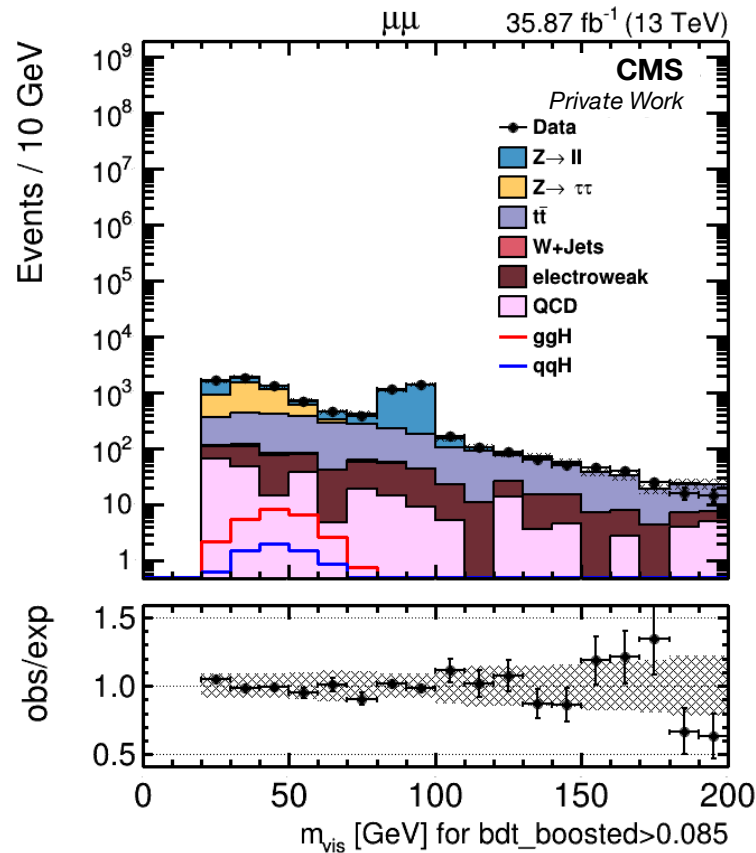 μμ 35.87 fb⁻¹ (13 TeV)
CMS
Private Work
Data
Z→ ll
Z→ ττ
tt̄
W+Jets
electroweak
QCD
ggH
qqH
Events / 10 GeV
10⁹
10⁸
10⁷
10⁶
10⁵
10⁴
10³
10²
10
1
obs/exp
1.5
1.0
0.5
0 50 100 150 200
m_vis [GeV] for bdt_boosted>0.085